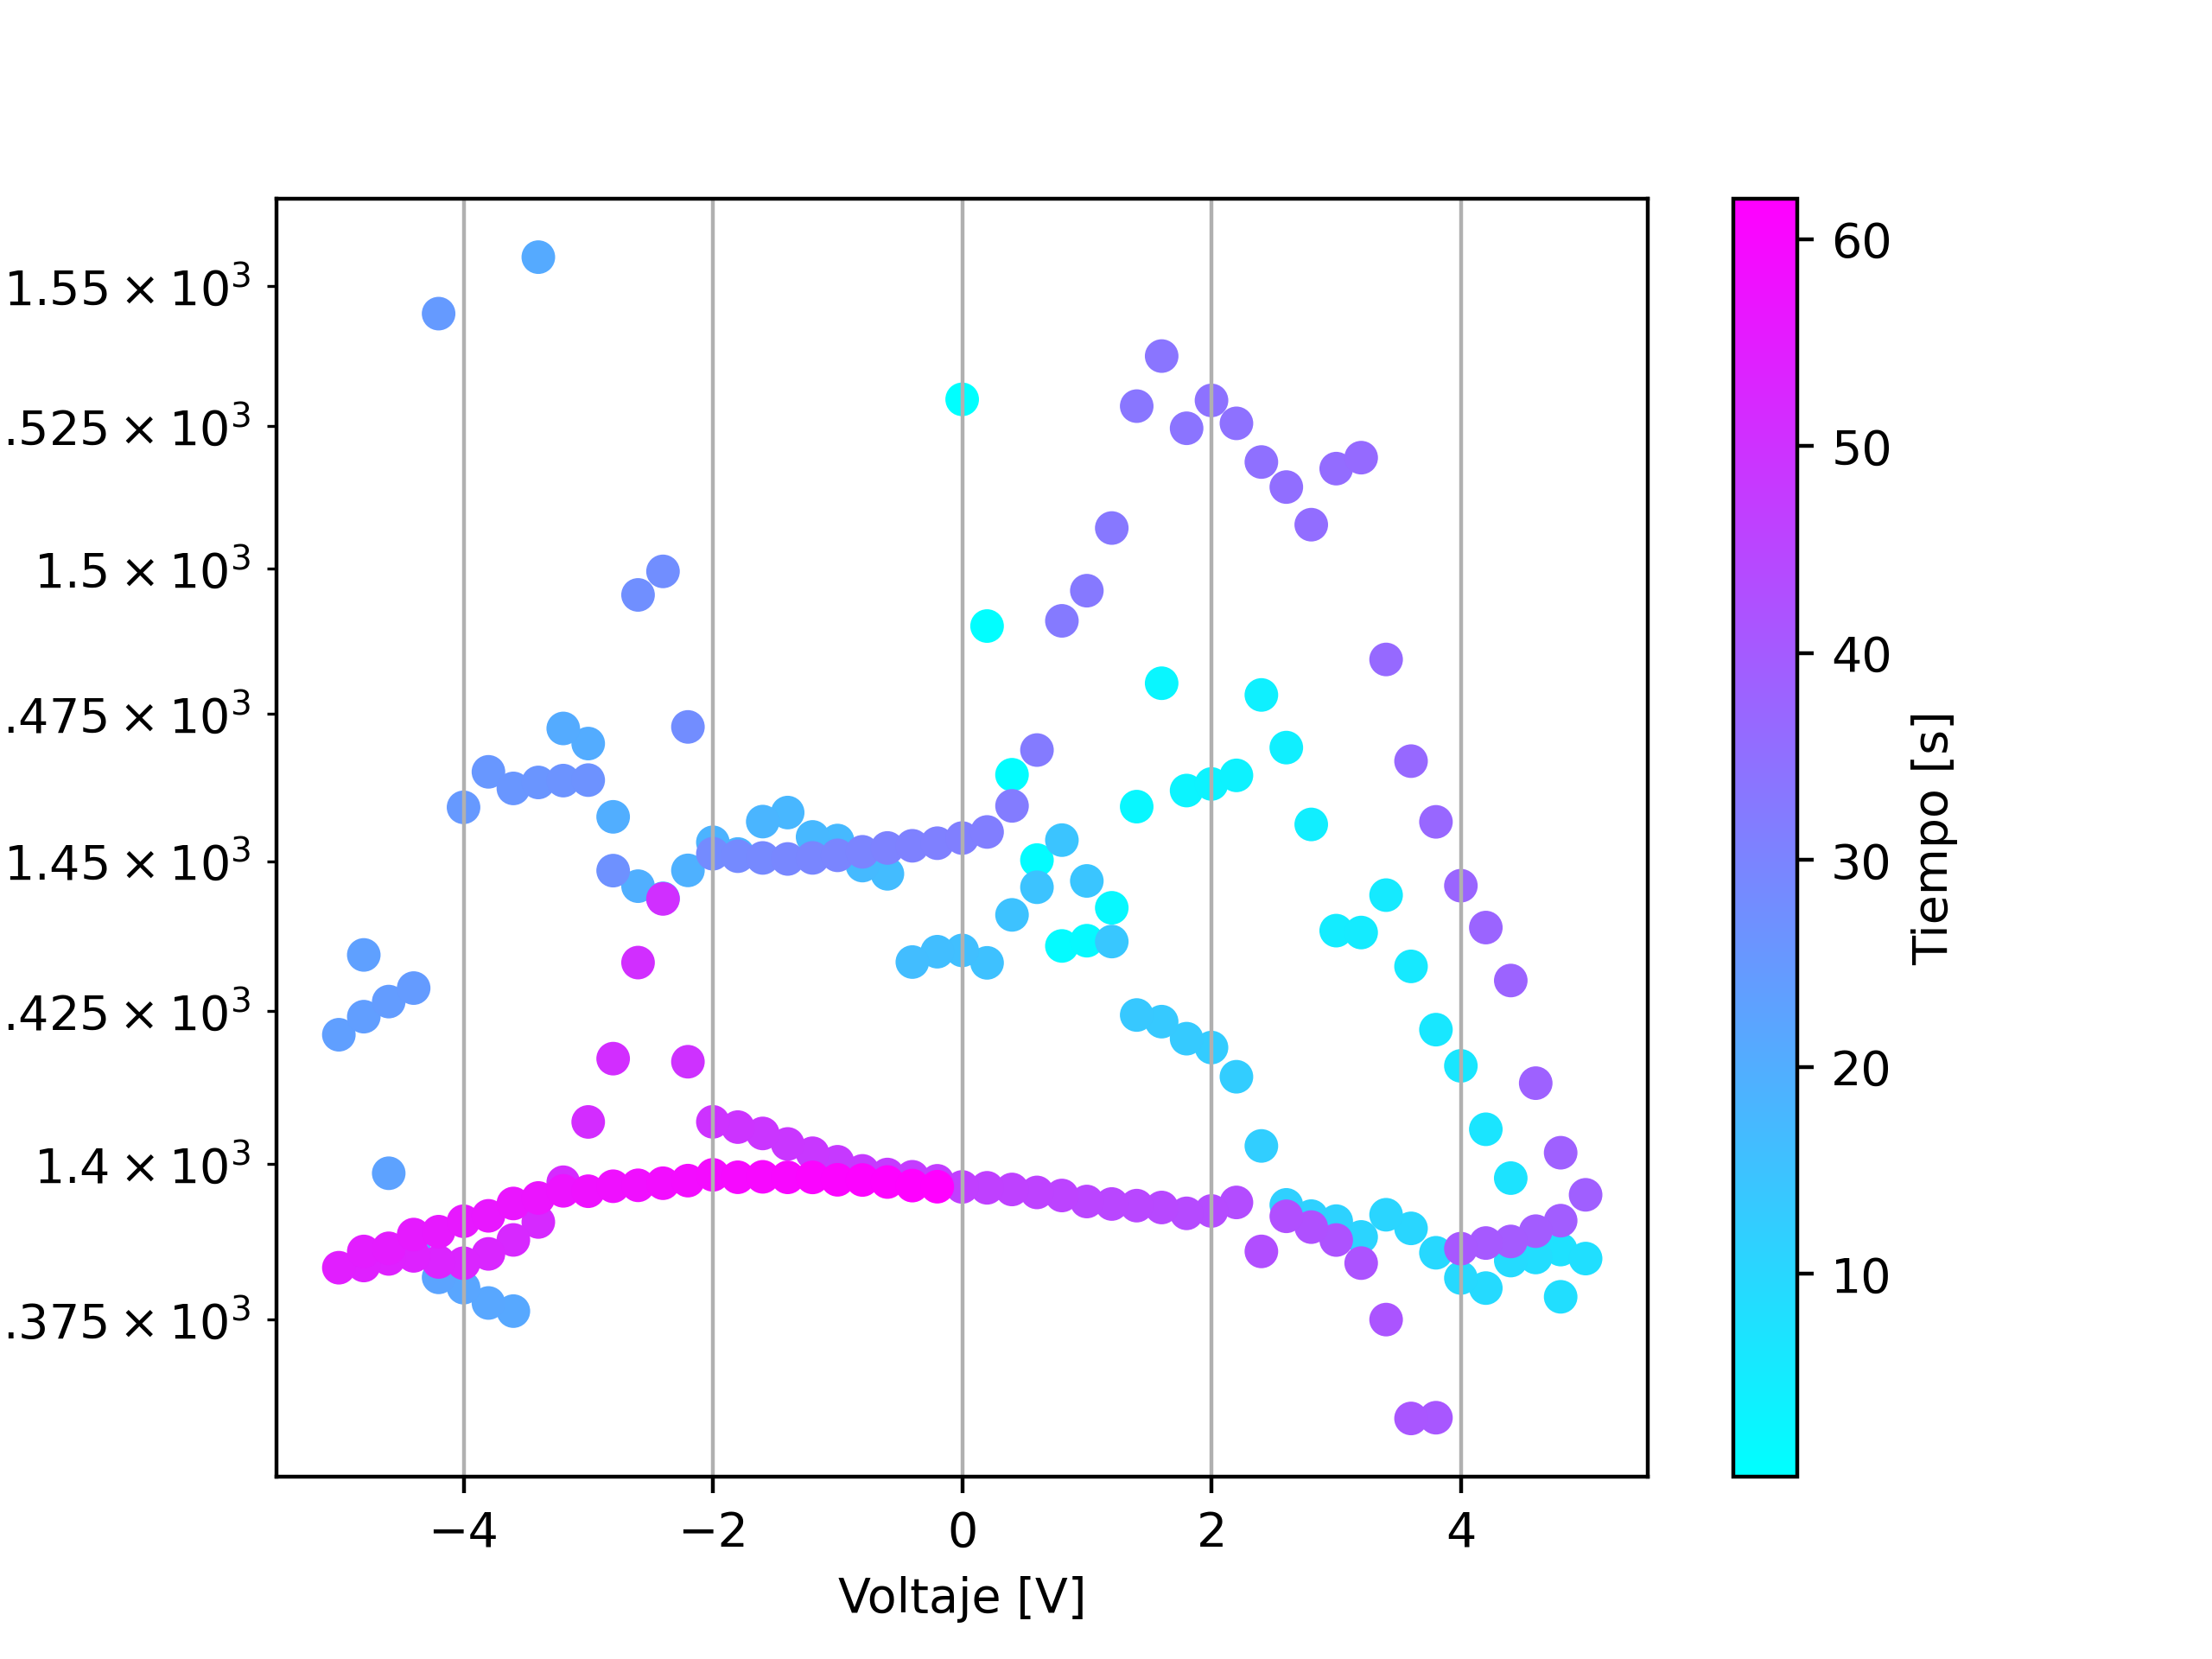 1.55 × 10³
.525 × 10³
1.5 × 10³
.475 × 10³
1.45 × 10³
.425 × 10³
1.4 × 10³
.375 × 10³
−4 −2 0 2 4
Voltaje [V]
60
50
40
30
20
10
Tiempo [s]